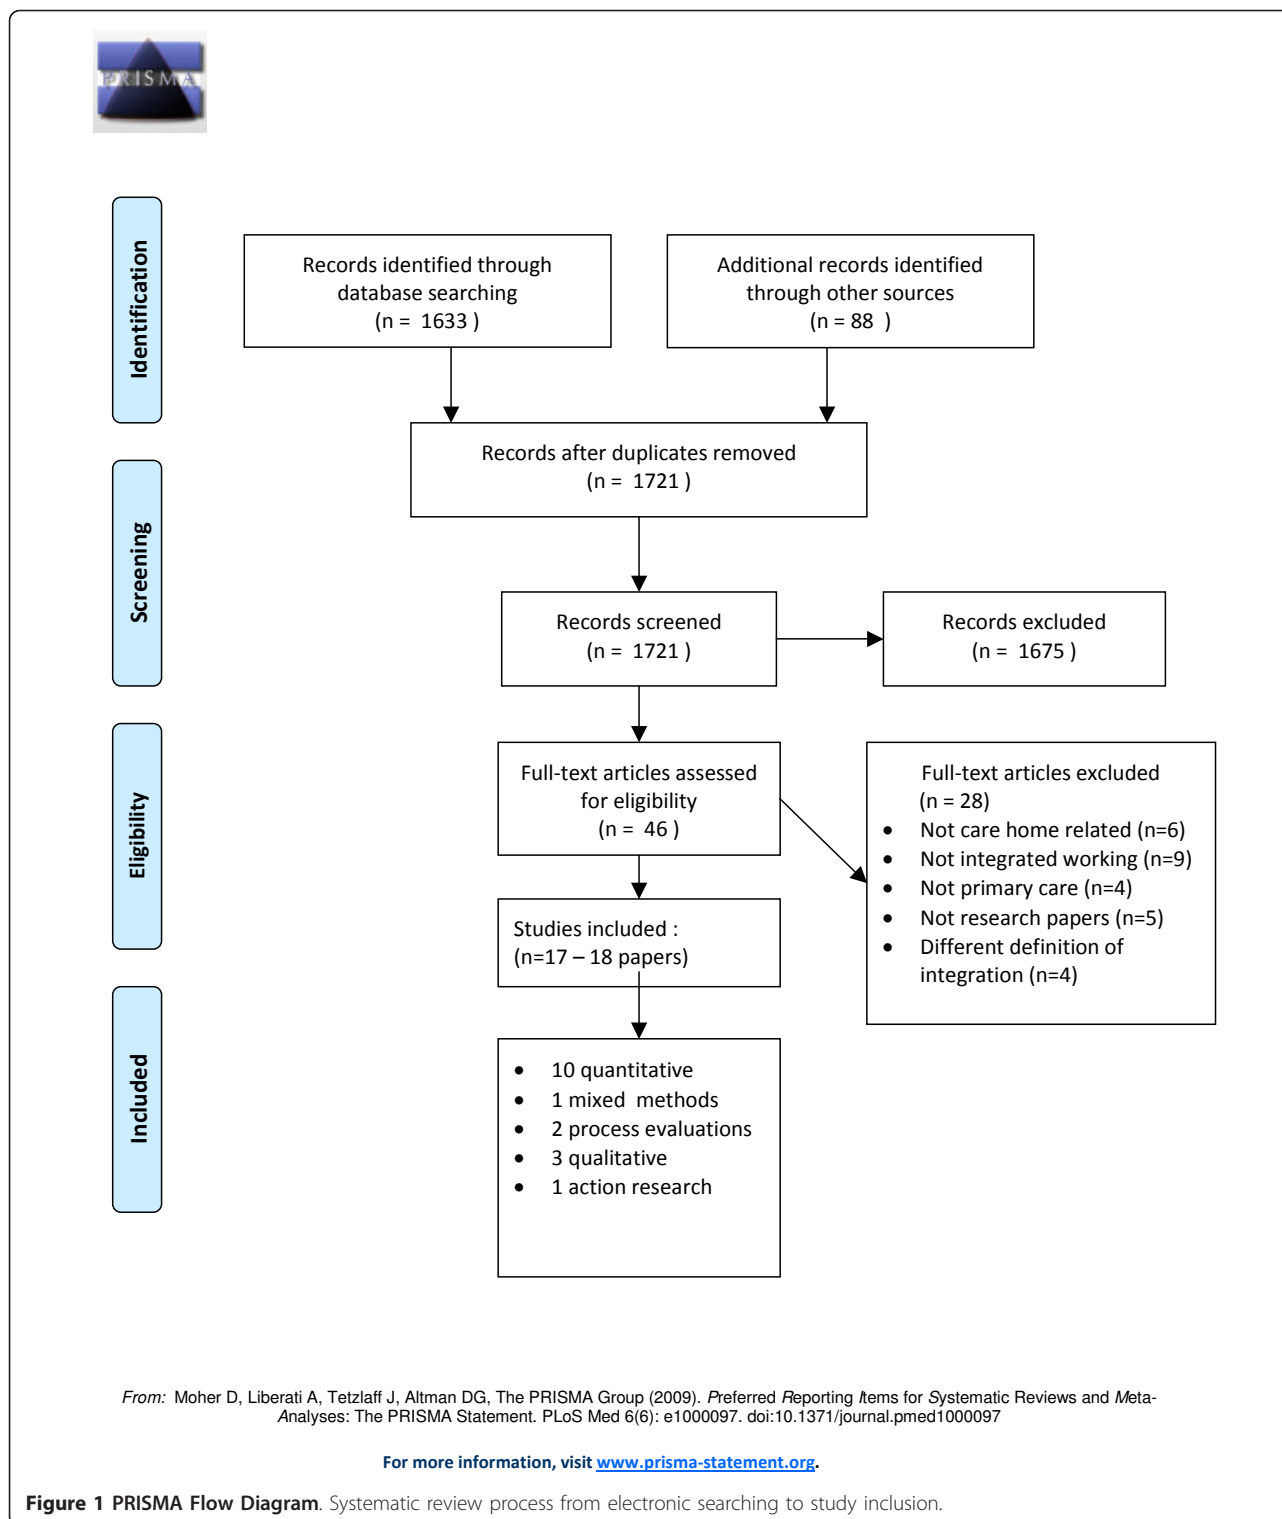 PRISMA
Identification
Records identified through
database searching
(n = 1633 )
Additional records identified
through other sources
(n = 88 )
Records after duplicates removed
(n = 1721 )
Screening
Records screened
(n = 1721 )
Records excluded
(n = 1675 )
Eligibility
Full-text articles assessed
for eligibility
(n = 46 )
Full-text articles excluded
(n = 28)
• Not care home related (n=6)
• Not integrated working (n=9)
• Not primary care (n=4)
• Not research papers (n=5)
• Different definition of
integration (n=4)
Studies included :
(n=17 – 18 papers)
Included
• 10 quantitative
• 1 mixed methods
• 2 process evaluations
• 3 qualitative
• 1 action research
From: Moher D, Liberati A, Tetzlaff J, Altman DG, The PRISMA Group (2009). Preferred Reporting Items for Systematic Reviews and Meta-
Analyses: The PRISMA Statement. PLoS Med 6(6): e1000097. doi:10.1371/journal.pmed1000097
For more information, visit www.prisma-statement.org.
Figure 1 PRISMA Flow Diagram. Systematic review process from electronic searching to study inclusion.